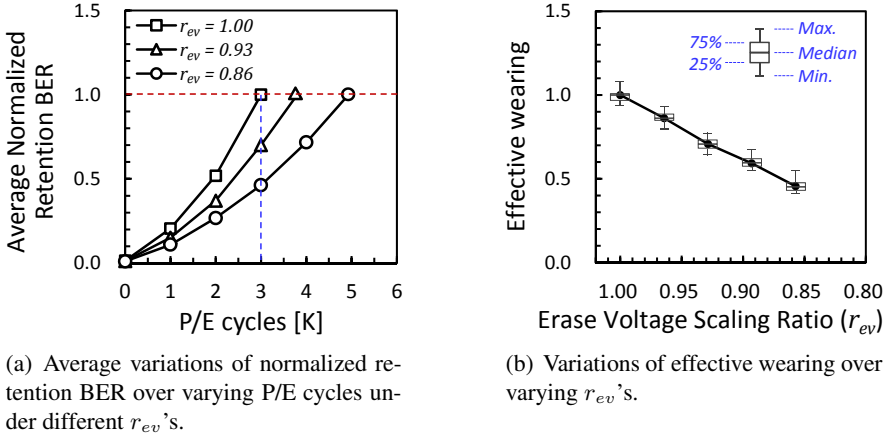 r_ev = 1.00
r_ev = 0.93
r_ev = 0.86
1.5
1.0
0.5
0.0
0 1 2 3 4 5 6
Average Normalized
Retention BER
P/E cycles [K]
(a) Average variations of normalized re-
tention BER over varying P/E cycles un-
der different r_ev's.
75%
25%
Max.
Median
Min.
1.5
1.0
0.5
0.0
1.00 0.95 0.90 0.85 0.80
Effective wearing
Erase Voltage Scaling Ratio (r_ev)
(b) Variations of effective wearing over
varying r_ev's.